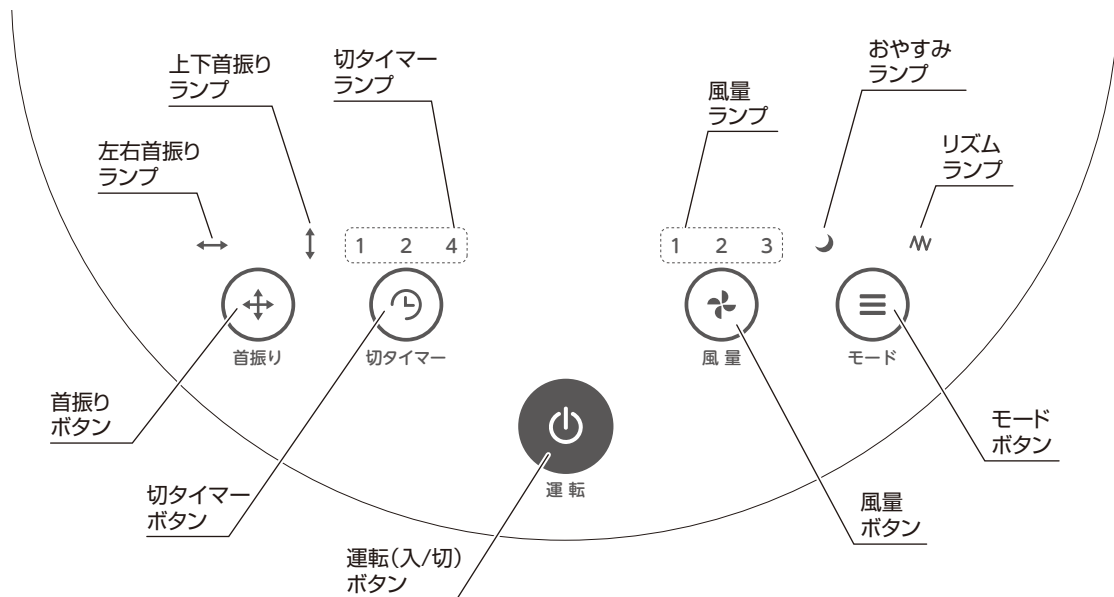 上下首振り
ランプ
切タイマー
ランプ
おやすみ
ランプ
風量
ランプ
左右首振り
ランプ
リズム
ランプ
1 2 4
1 2 3
首振り
切タイマー
風量
モード
首振り
ボタン
運転
モード
ボタン
切タイマー
ボタン
風量
ボタン
運転(入/切)
ボタン